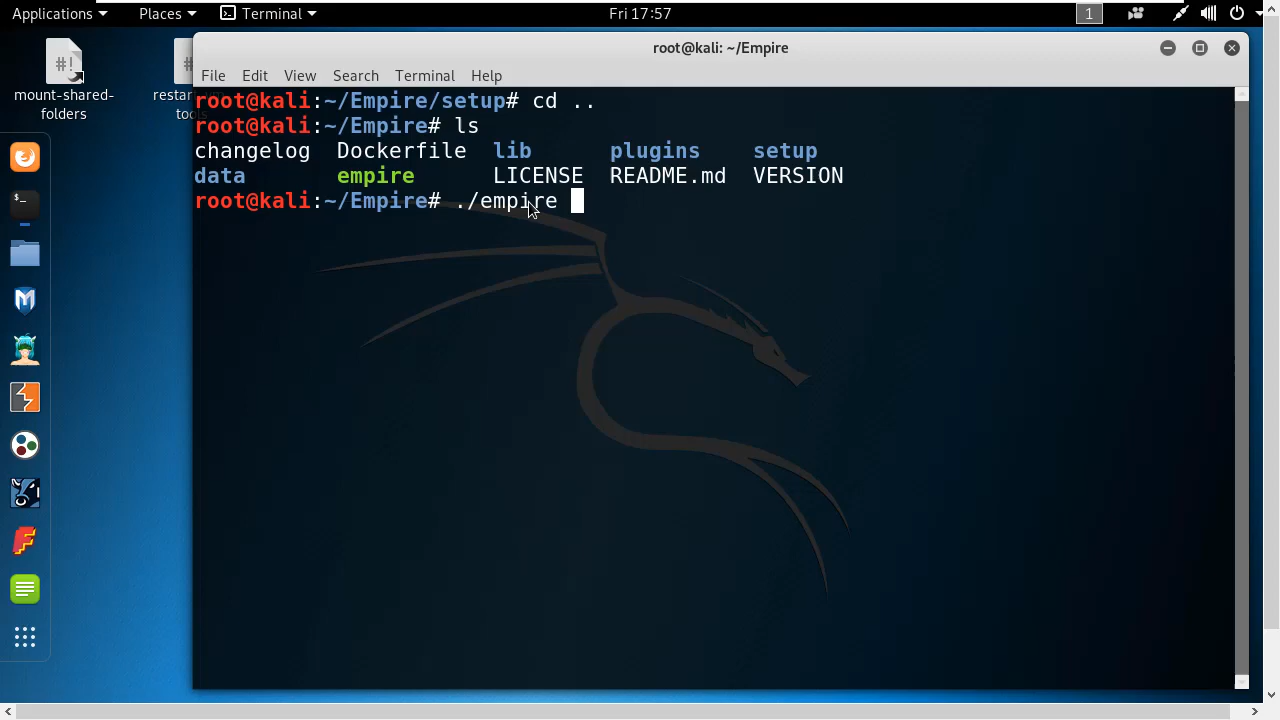 Applications Places Terminal Fri 17:57 1
root@kali: ~/Empire
File Edit View Search Terminal Help
mount-shared-folders
root@kali:~/Empire/setup# cd ..
root@kali:~/Empire# ls
changelog Dockerfile lib plugins setup
data empire LICENSE README.md VERSION
root@kali:~/Empire# ./empire